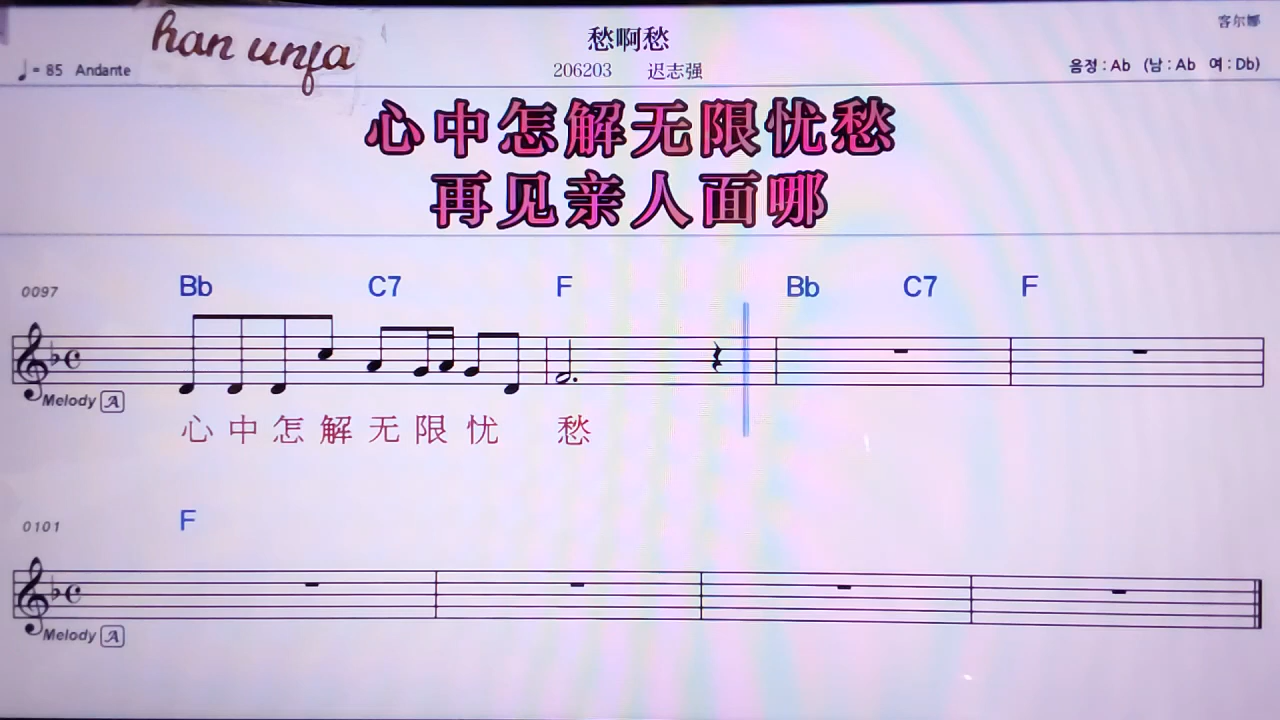 han unfa
愁啊愁
客尔娜
♩= 85 Andante
206203 迟志强
음정 : Ab (남 : Ab 여 : Db)
心中怎解无限忧愁
再见亲人面哪
0097 Bb C7 F Bb C7 F
Melody A
心中怎解无限忧 愁
0101 F
Melody A